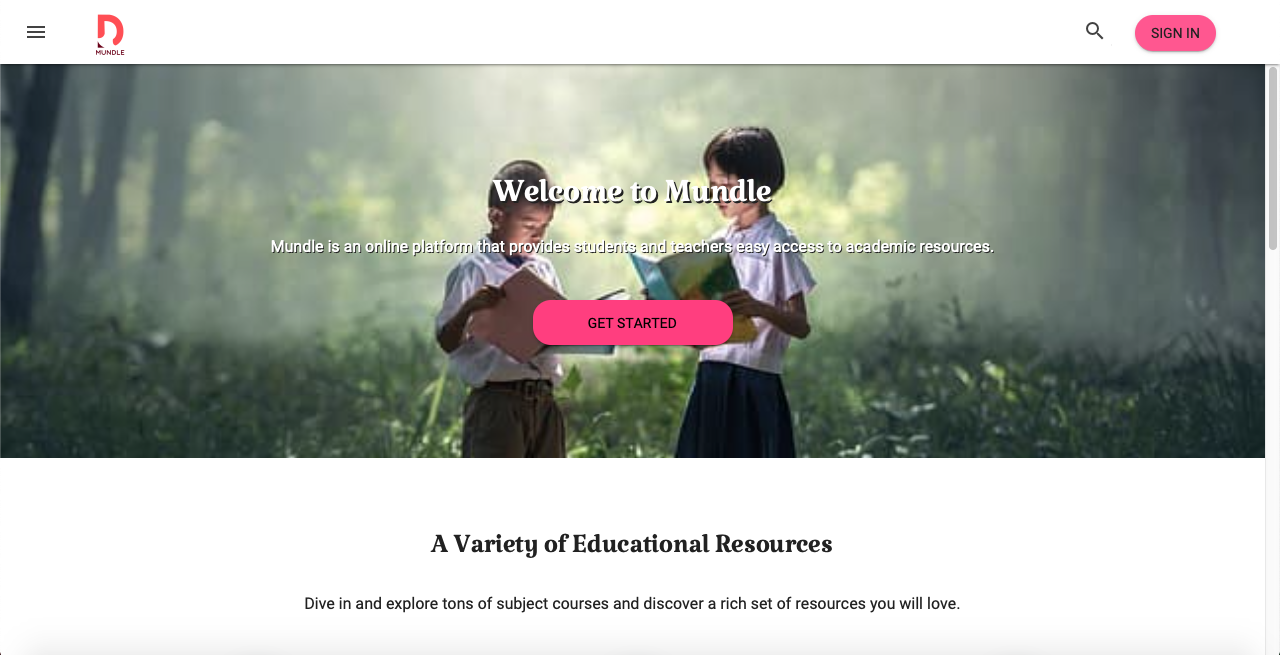 MUNDLE
SIGN IN
Welcome to Mundle
Mundle is an online platform that provides students and teachers easy access to academic resources.
GET STARTED
A Variety of Educational Resources
Dive in and explore tons of subject courses and discover a rich set of resources you will love.